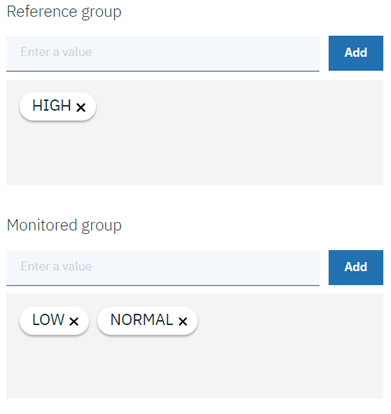 Reference group
Enter a value Add
HIGH ×
Monitored group
Enter a value Add
LOW × NORMAL ×